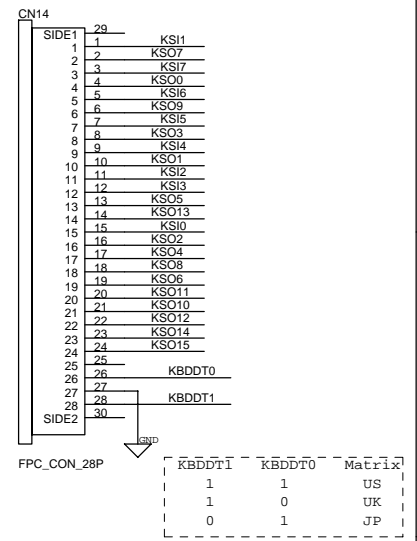 CN14
SIDE1 29
1 1 KSI1
2 2 KSO7
3 3 KSI7
4 4 KSO0
5 5 KSI6
6 6 KSO9
7 7 KSI5
8 8 KSO3
9 9 KSI4
10 10 KSO1
11 11 KSI2
12 12 KSI3
13 13 KSO5
14 14 KSO13
15 15 KSI0
16 16 KSO2
17 17 KSO4
18 18 KSO8
19 19 KSO6
20 20 KSO11
21 21 KSO10
22 22 KSO12
23 23 KSO14
24 24 KSO15
25 25
26 26 KBDDT0
27 27
28 28 KBDDT1
SIDE2 30
GND
FPC_CON_28P
KBDDT1 KBDDT0 Matrix
1 1 US
1 0 UK
0 1 JP